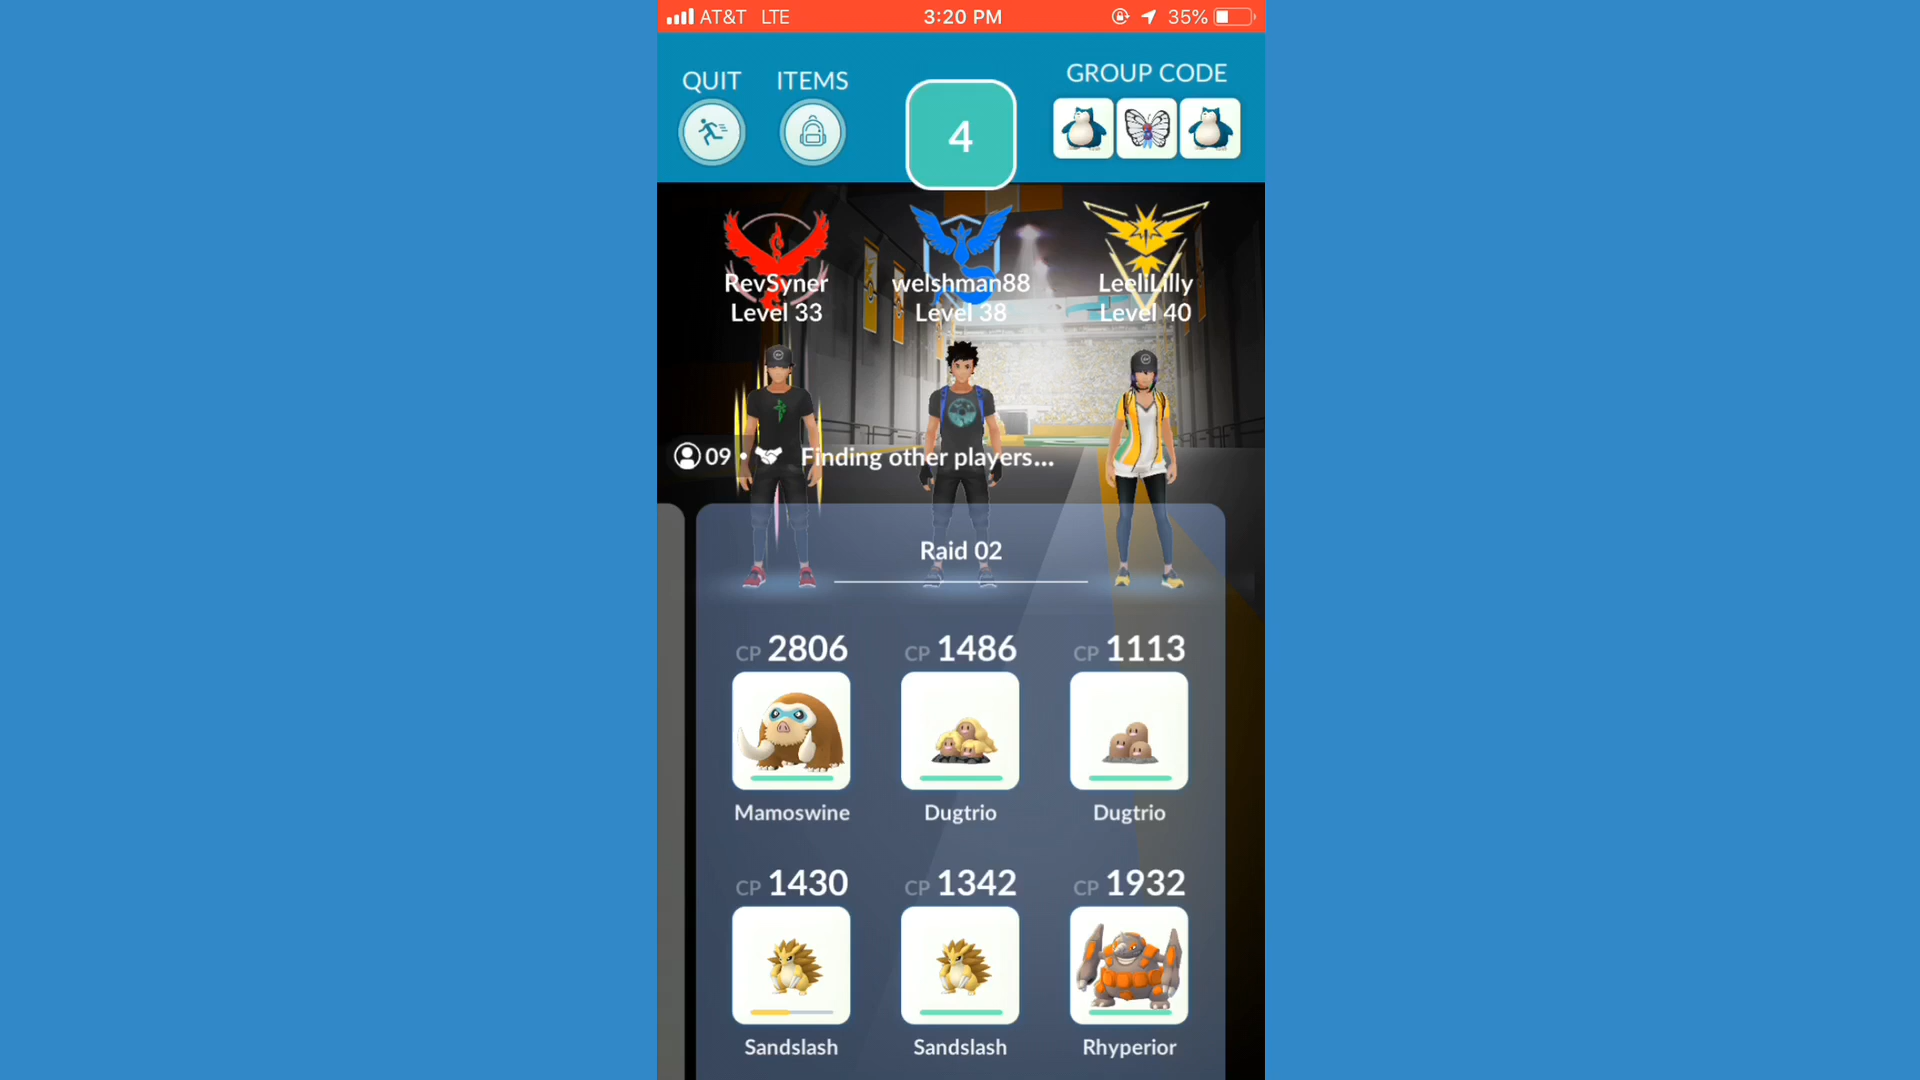 AT&T LTE 3:20 PM 35%
QUIT ITEMS GROUP CODE
4
RevSyner welshman88 LeeliLilly
Level 33 Level 38 Level 40
09 • Finding other players...
Raid 02
CP 2806 CP 1486 CP 1113
Mamoswine Dugtrio Dugtrio
CP 1430 CP 1342 CP 1932
Sandslash Sandslash Rhyperior